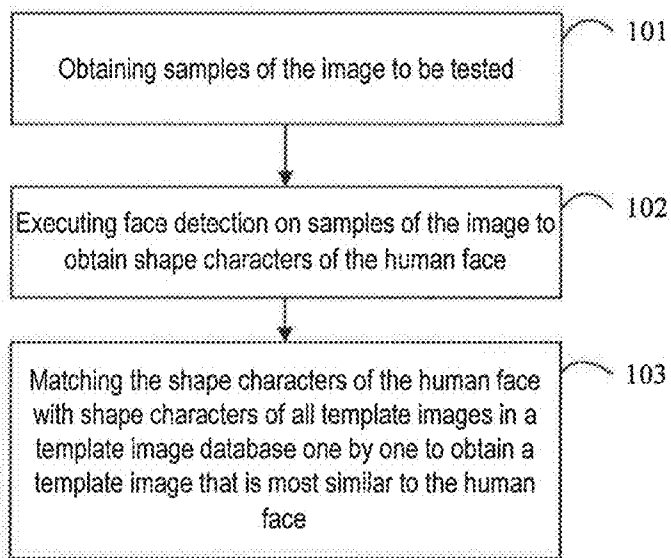 101
Obtaining samples of the image to be tested
102
Executing face detection on samples of the image to
obtain shape characters of the human face
103
Matching the shape characters of the human face
with shape characters of all template images in a
template image database one by one to obtain a
template image that is most similar to the human
face